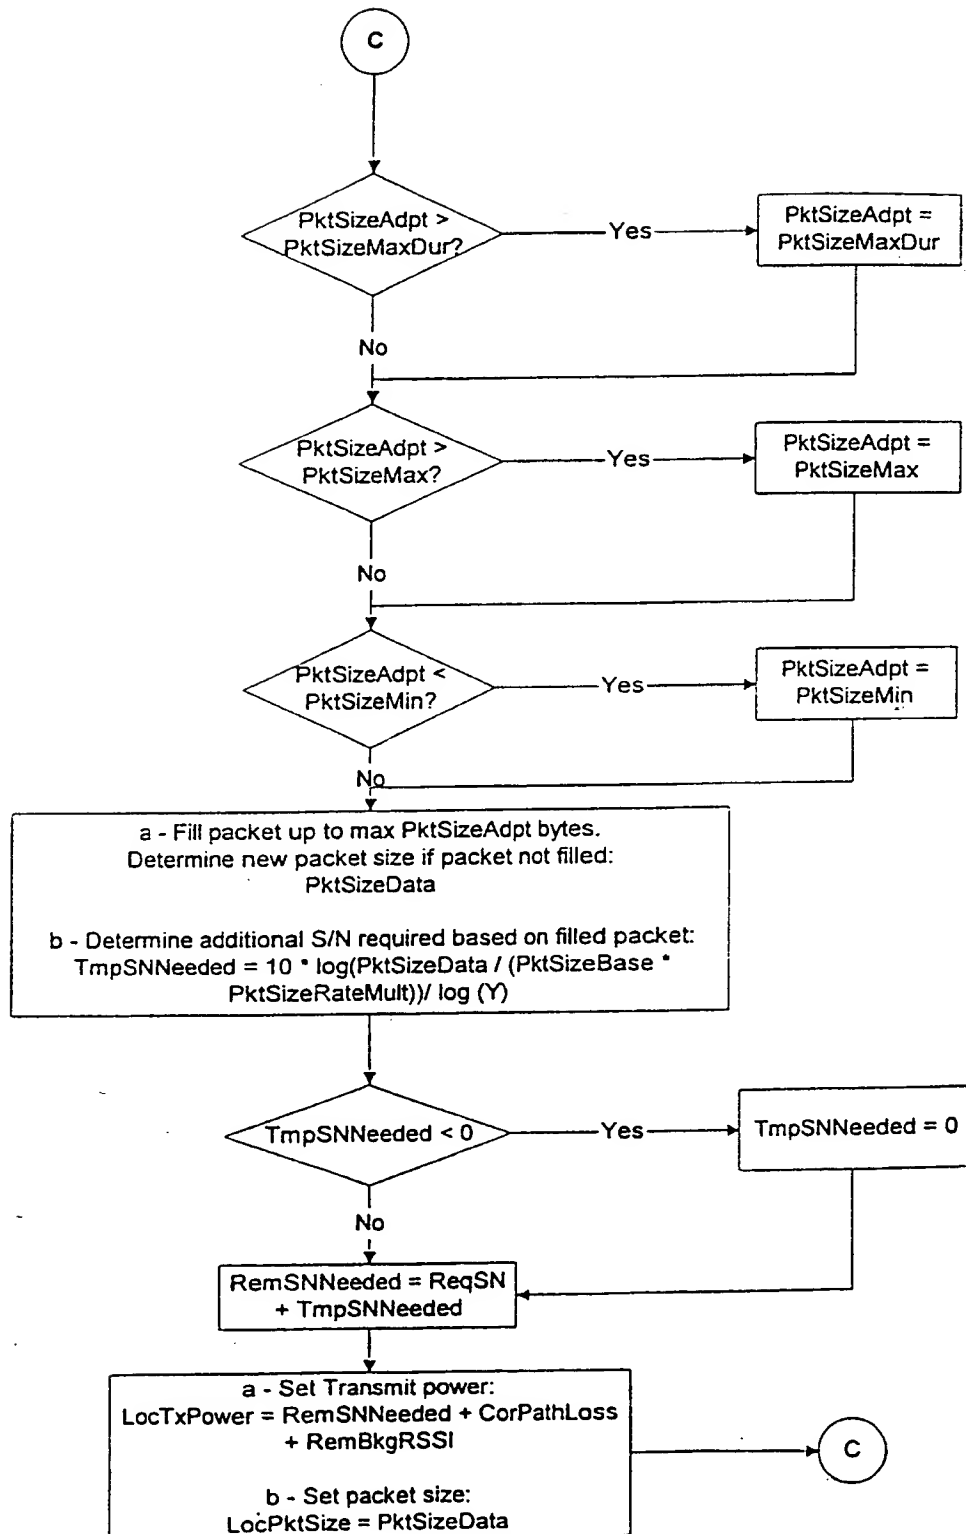 C
PktSizeAdpt >
PktSizeMaxDur?
Yes
PktSizeAdpt =
PktSizeMaxDur
No
PktSizeAdpt >
PktSizeMax?
Yes
PktSizeAdpt =
PktSizeMax
No
PktSizeAdpt <
PktSizeMin?
Yes
PktSizeAdpt =
PktSizeMin
No
a - Fill packet up to max PktSizeAdpt bytes.
Determine new packet size if packet not filled:
PktSizeData
b - Determine additional S/N required based on filled packet:
TmpSNNeeded = 10 * log(PktSizeData / (PktSizeBase *
PktSizeRateMult))/ log (Y)
TmpSNNeeded < 0
Yes
TmpSNNeeded = 0
No
RemSNNeeded = ReqSN
+ TmpSNNeeded
a - Set Transmit power:
LocTxPower = RemSNNeeded + CorPathLoss
+ RemBkgRSSI
b - Set packet size:
LocPktSize = PktSizeData
C